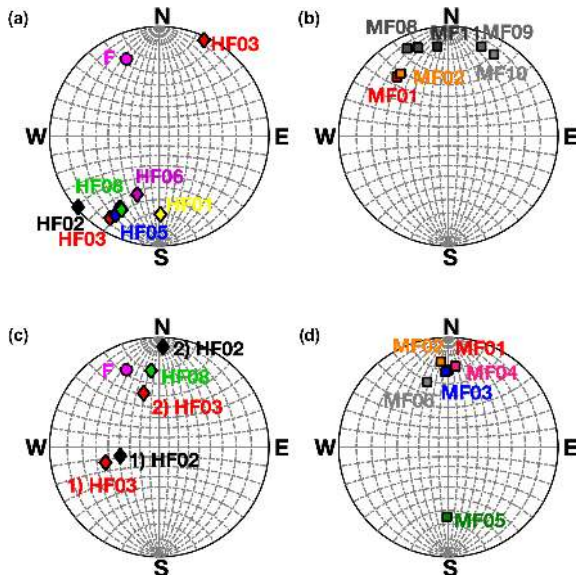 (a)
N
HF03
F
W
E
HF06
HF08
HF01
HF02
HF03
HF05
S
(b)
N
MF08
MF11
MF09
MF10
MF02
MF01
W
E
S
(c)
N
2) HF02
F
HF08
2) HF03
W
E
1) HF02
1) HF03
S
(d)
N
MF02
MF01
MF04
MF03
MF06
W
E
MF05
S